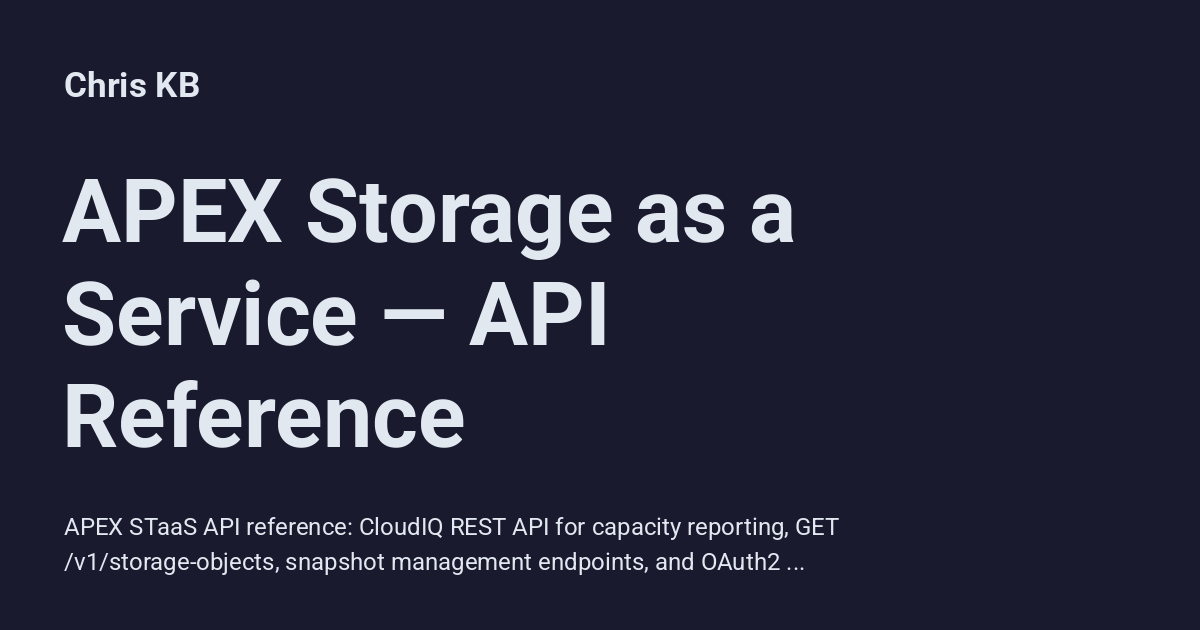 Chris KB
APEX Storage as a
Service — API
Reference
APEX STaaS API reference: CloudIQ REST API for capacity reporting, GET
/v1/storage-objects, snapshot management endpoints, and OAuth2 ...